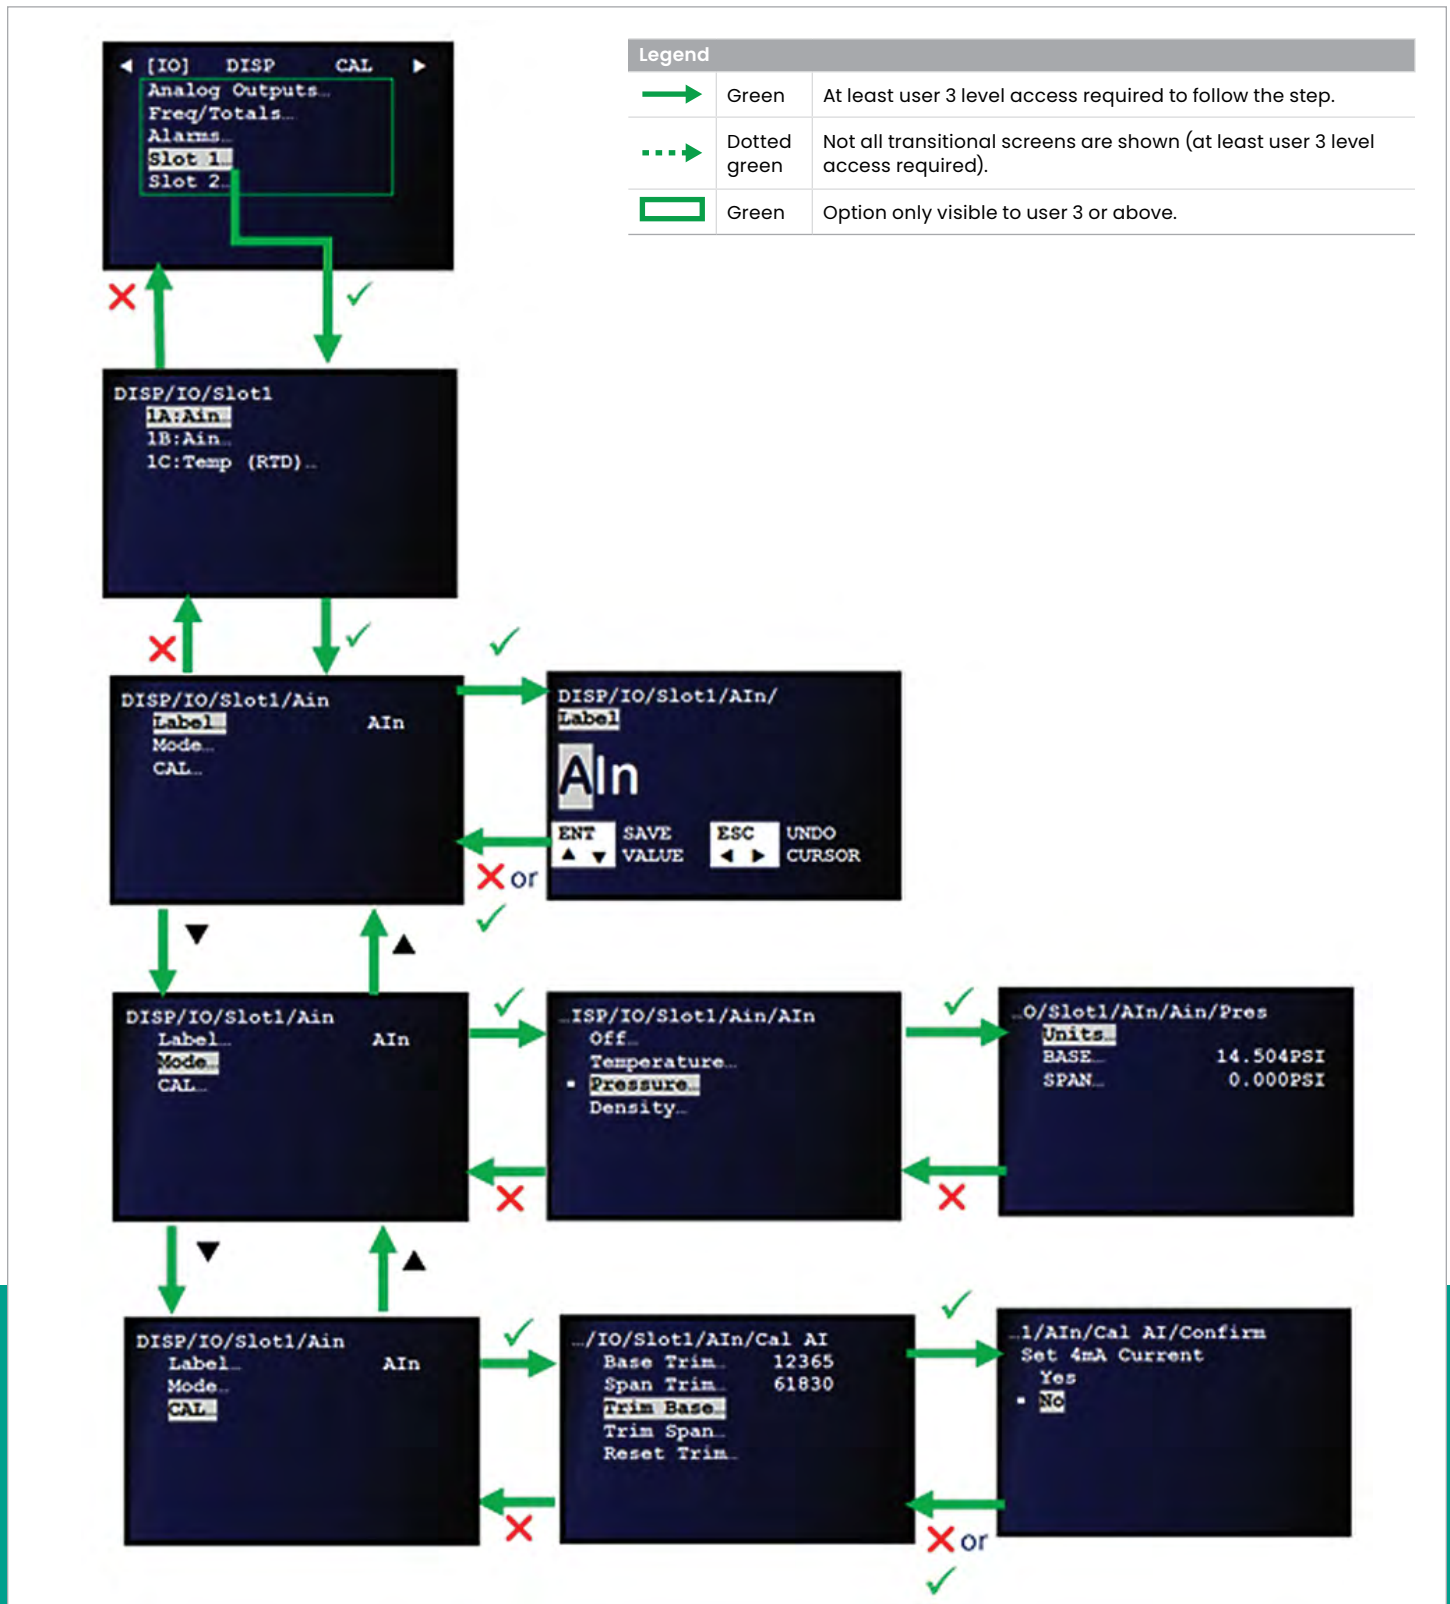 ◀ [IO] DISP CAL ▶
Analog Outputs…
Freq/Totals…
Alarms…
Slot 1…
Slot 2…
Legend
Green At least user 3 level access required to follow the step.
Dotted green Not all transitional screens are shown (at least user 3 level access required).
Green Option only visible to user 3 or above.
DISP/IO/Slot1
1A:Ain…
1B:Ain…
1C:Temp (RTD)…
DISP/IO/Slot1/Ain
Label… AIn
Mode…
CAL…
DISP/IO/Slot1/AIn/
Label
AIn
ENT SAVE ESC UNDO
▲ ▼ VALUE ◀ ▶ CURSOR
or
▼
▲
DISP/IO/Slot1/Ain
Label… AIn
Mode…
CAL…
…ISP/IO/Slot1/Ain/AIn
Off…
Temperature…
Pressure…
Density…
…O/Slot1/AIn/Ain/Pres
Units…
BASE… 14.504PSI
SPAN… 0.000PSI
▼
▲
DISP/IO/Slot1/Ain
Label… AIn
Mode…
CAL…
…/IO/Slot1/AIn/Cal AI
Base Trim… 12365
Span Trim… 61830
Trim Base…
Trim Span…
Reset Trim…
…1/AIn/Cal AI/Confirm
Set 4mA Current
Yes
No
or